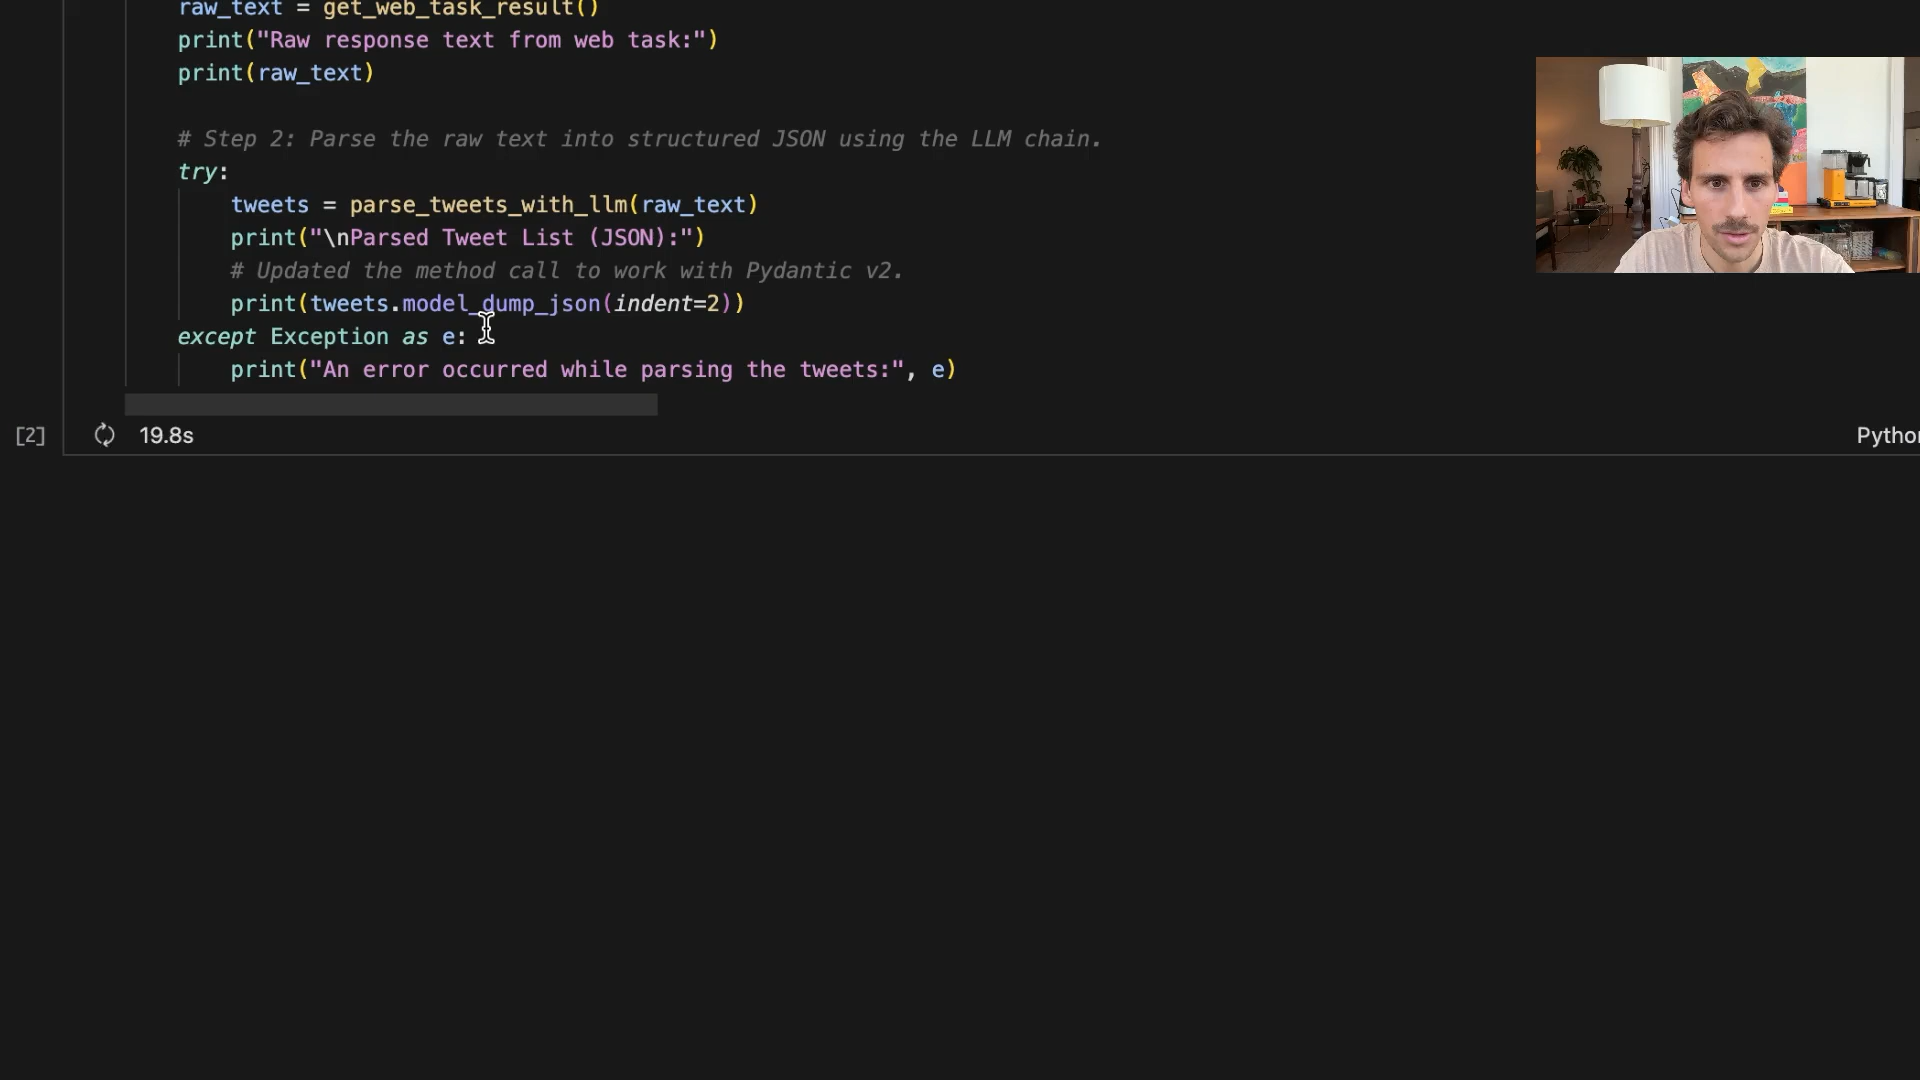 raw_text = get_web_task_result()
print("Raw response text from web task:")
print(raw_text)
# Step 2: Parse the raw text into structured JSON using the LLM chain.
try:
tweets = parse_tweets_with_llm(raw_text)
print("\nParsed Tweet List (JSON):")
# Updated the method call to work with Pydantic v2.
print(tweets.model_dump_json(indent=2))
except Exception as e:
print("An error occurred while parsing the tweets:", e)
[2] 19.8s Pytho